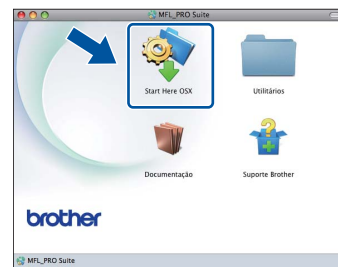 MFL_PRO Suite
Start Here OSX
Utilitários
Documentação
Suporte Brother
brother
MFL_PRO Suite